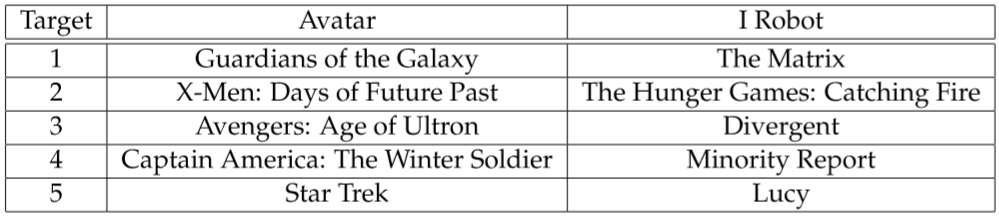 Target Avatar I Robot
1 Guardians of the Galaxy The Matrix
2 X-Men: Days of Future Past The Hunger Games: Catching Fire
3 Avengers: Age of Ultron Divergent
4 Captain America: The Winter Soldier Minority Report
5 Star Trek Lucy